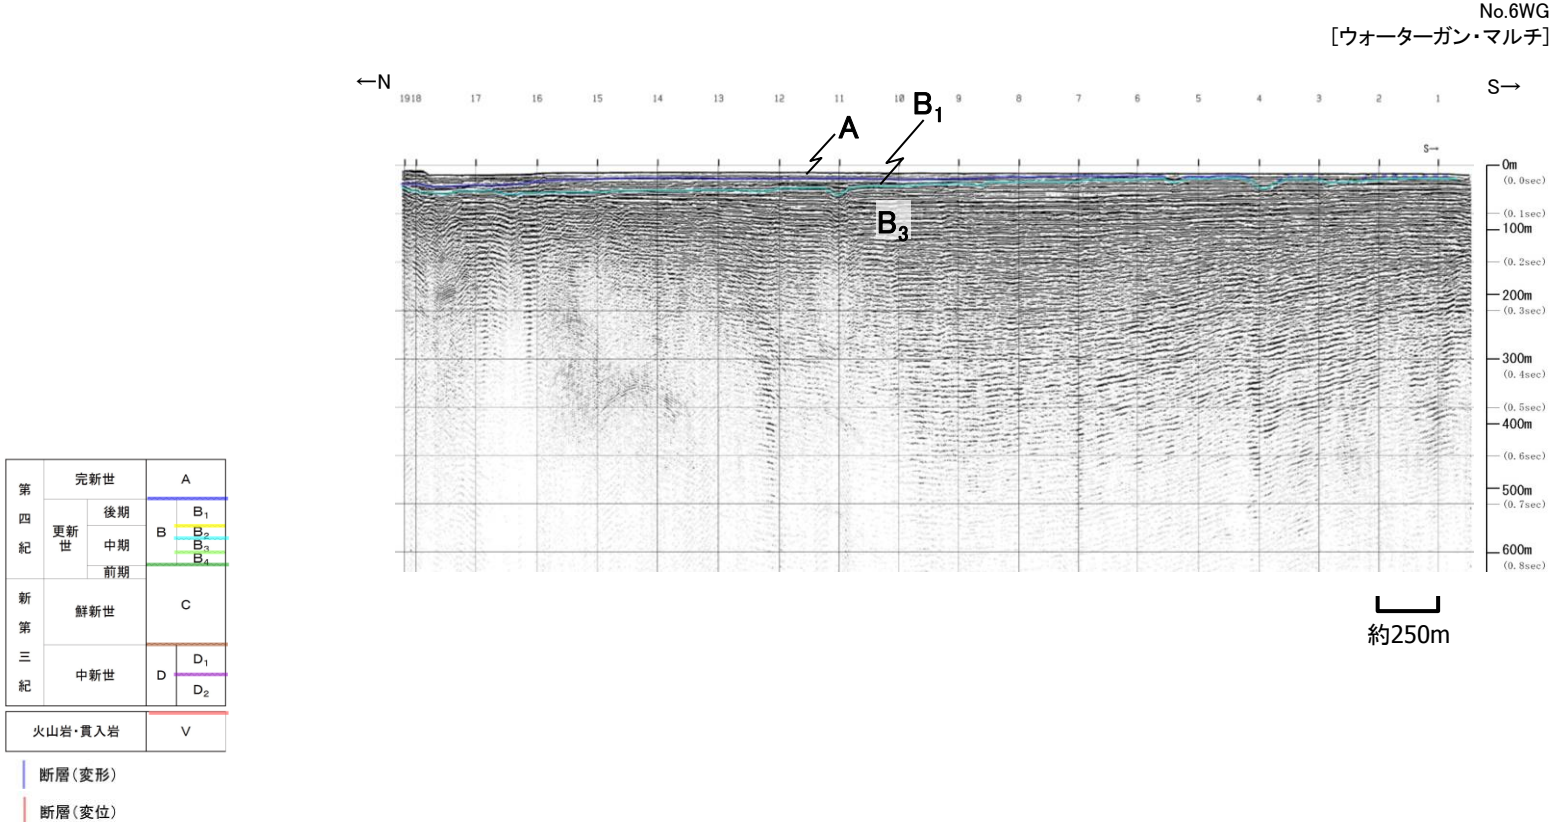 No.6WG
[ウォーターガン・マルチ]
←N
S→
1918 17 16 15 14 13 12 11 10 9 8 7 6 5 4 3 2 1
A
B₁
B₃
S→
0m
(0.0sec)
(0.1sec)
100m
(0.2sec)
200m
(0.3sec)
300m
(0.4sec)
(0.5sec)
400m
(0.6sec)
500m
(0.7sec)
600m
(0.8sec)
約250m
第四紀
完新世
A
更新世
後期
中期
前期
B
B₁
B₂
B₃
B₄
新第三紀
鮮新世
C
中新世
D
D₁
D₂
火山岩・貫入岩
V
断層(変形)
断層(変位)